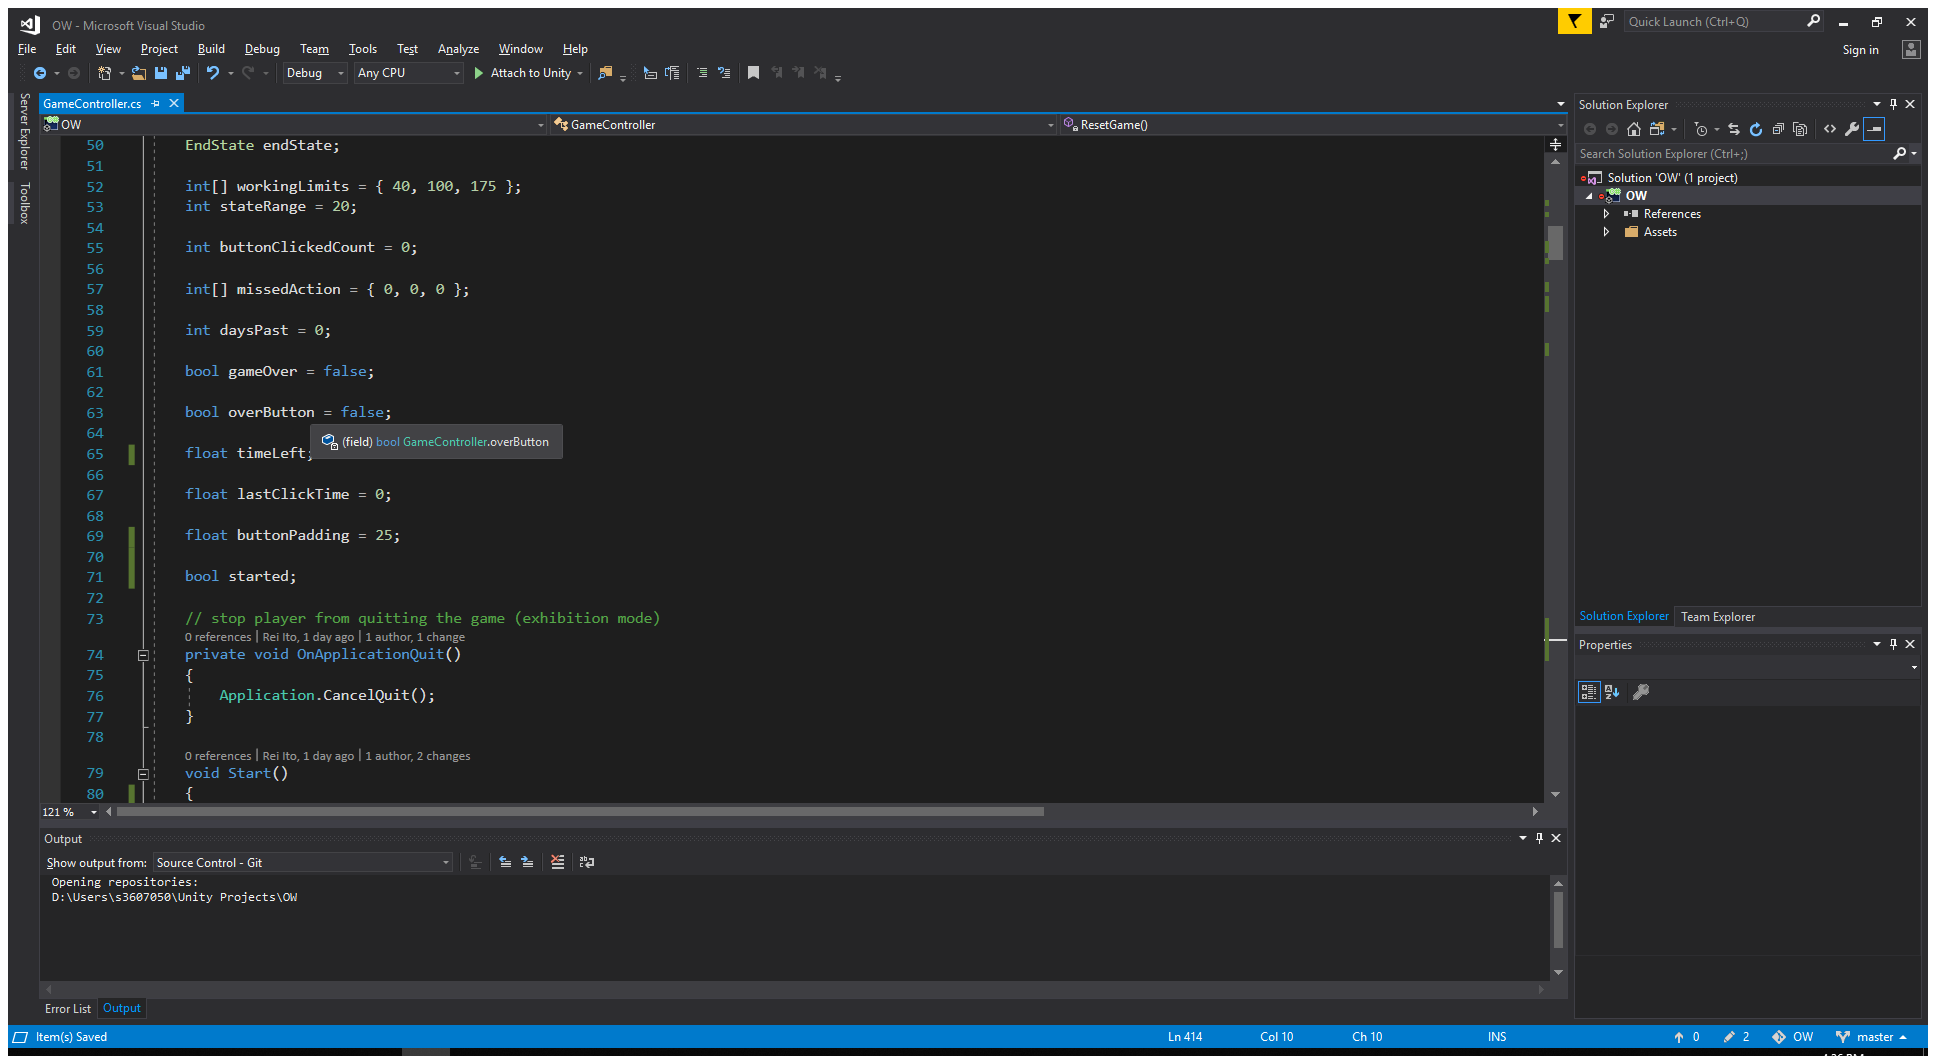 OW - Microsoft Visual Studio
Quick Launch (Ctrl+Q)
File Edit View Project Build Debug Team Tools Test Analyze Window Help
Sign in
Debug Any CPU Attach to Unity
Server Explorer
Toolbox
GameController.cs
OW GameController ResetGame()
50 EndState endState;
51
52 int[] workingLimits = { 40, 100, 175 };
53 int stateRange = 20;
54
55 int buttonClickedCount = 0;
56
57 int[] missedAction = { 0, 0, 0 };
58
59 int daysPast = 0;
60
61 bool gameOver = false;
62
63 bool overButton = false;
64
(field) bool GameController.overButton
65 float timeLeft;
66
67 float lastClickTime = 0;
68
69 float buttonPadding = 25;
70
71 bool started;
72
73 // stop player from quitting the game (exhibition mode)
0 references | Rei Ito, 1 day ago | 1 author, 1 change
74 private void OnApplicationQuit()
75 {
76 Application.CancelQuit();
77 }
78
0 references | Rei Ito, 1 day ago | 1 author, 2 changes
79 void Start()
80 {
121 %
Output
Show output from: Source Control - Git
Opening repositories:
D:\Users\s3607050\Unity Projects\OW
Error List Output
Solution Explorer
Search Solution Explorer (Ctrl+;)
Solution 'OW' (1 project)
OW
References
Assets
Solution Explorer Team Explorer
Properties
Item(s) Saved Ln 414 Col 10 Ch 10 INS 0 2 OW master